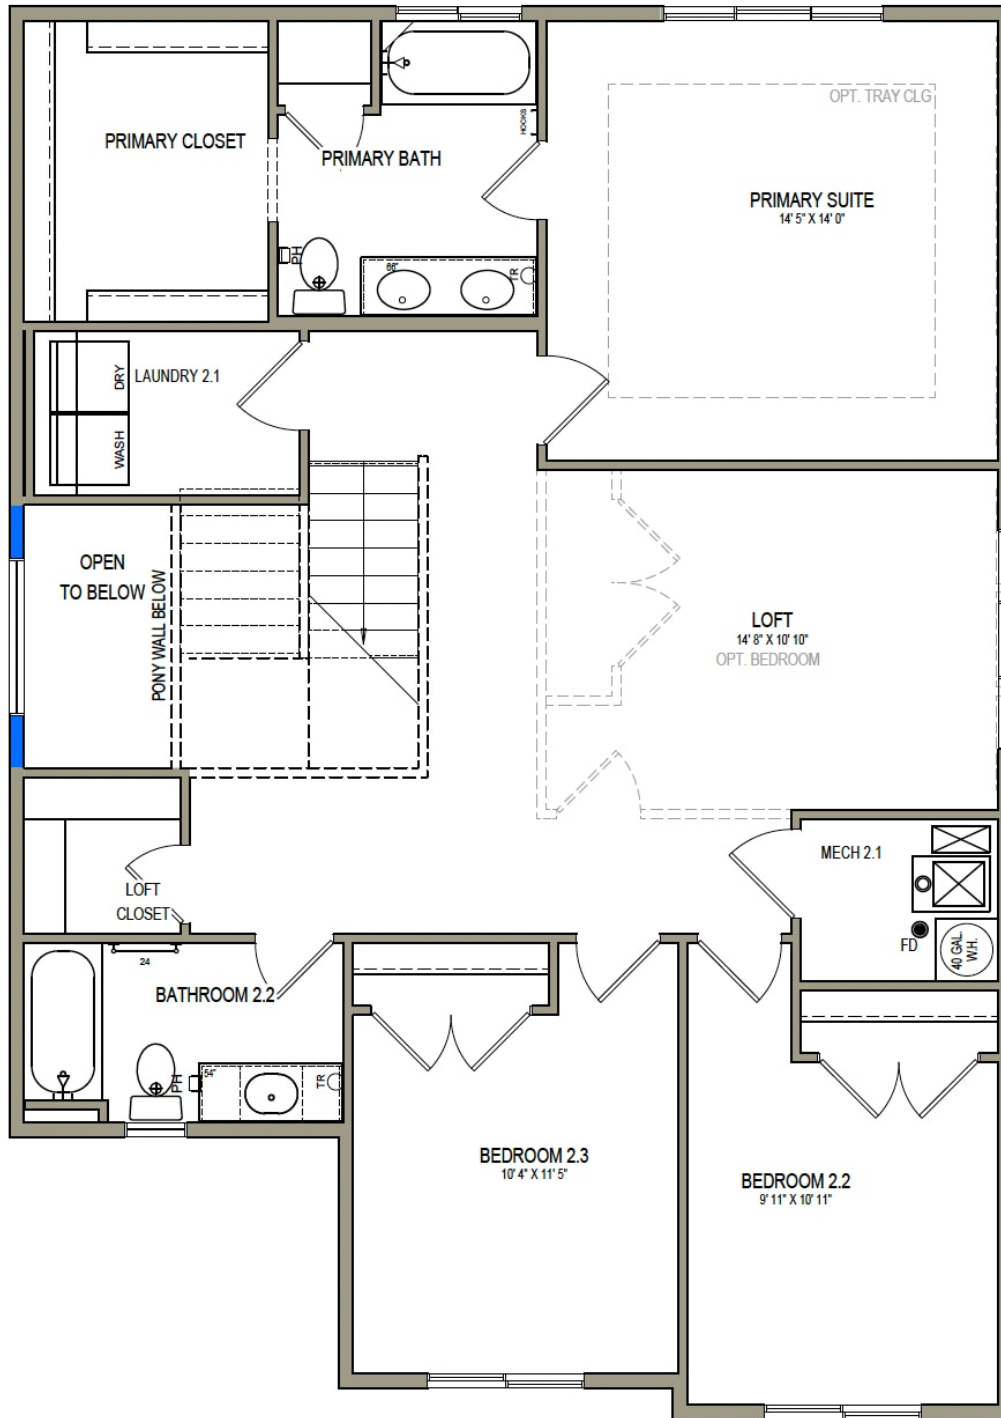 OPT. TRAY CLG
HOOKS
PRIMARY CLOSET
PRIMARY BATH
PRIMARY SUITE
14' 5" X 14' 0"
PH
66"
TR
DRY
LAUNDRY 2.1
WASH
OPEN
TO BELOW
PONY WALL BELOW
LOFT
14' 8" X 10' 10"
OPT. BEDROOM
MECH 2.1
LOFT
CLOSET
FD
40 GAL.
W.H.
24
BATHROOM 2.2
PH
54"
TR
BEDROOM 2.3
10' 4" X 11' 5"
BEDROOM 2.2
9' 11" X 10' 11"